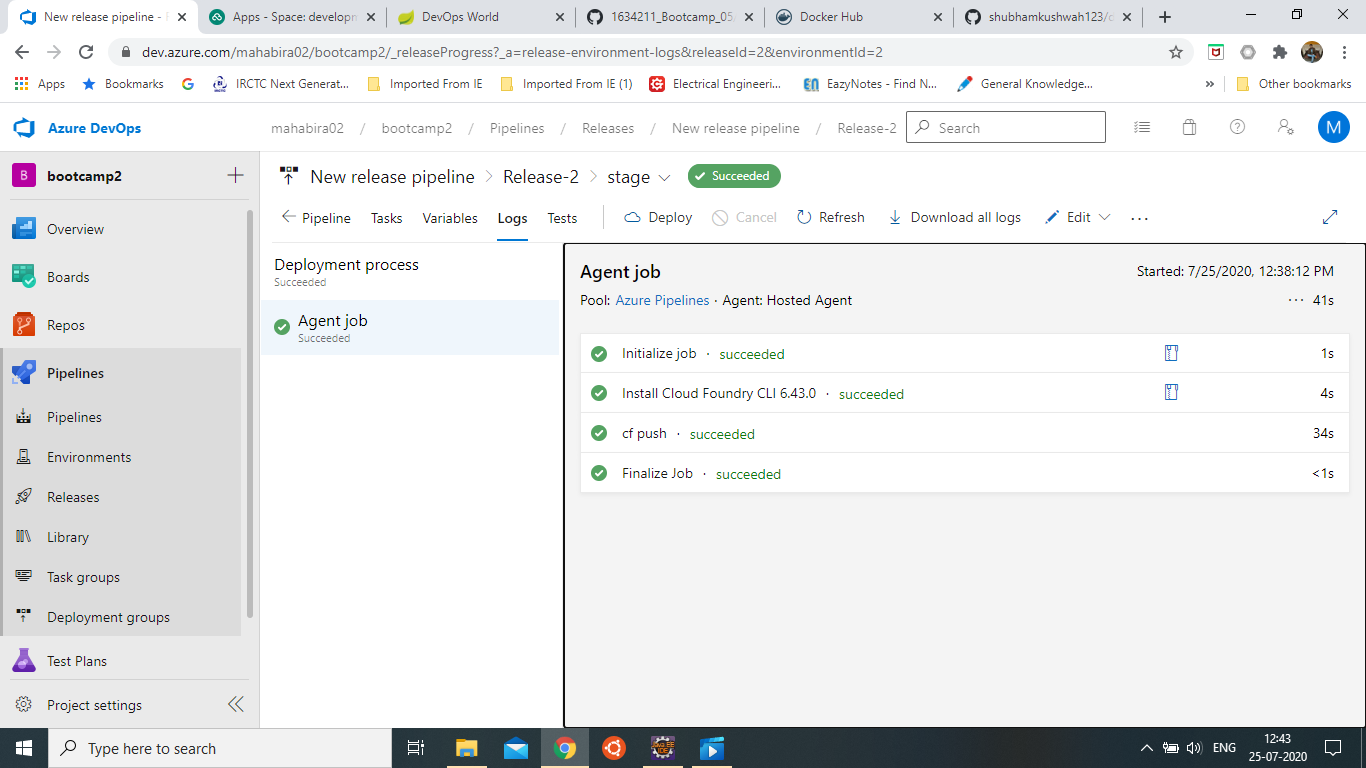 New release pipeline - F
Apps - Space: developm
DevOps World
1634211_Bootcamp_05
Docker Hub
shubhamkushwah123/d
dev.azure.com/mahabira02/bootcamp2/_releaseProgress?_a=release-environment-logs&releaseId=2&environmentId=2
Apps
Bookmarks
IRCTC Next Generat...
Imported From IE
Imported From IE (1)
Electrical Engineeri...
EazyNotes - Find N...
General Knowledge...
»
Other bookmarks
Azure DevOps
mahabira02 / bootcamp2 / Pipelines / Releases / New release pipeline / Release-2
Search
M
B bootcamp2
Overview
Boards
Repos
Pipelines
Pipelines
Environments
Releases
Library
Task groups
Deployment groups
Test Plans
Project settings
New release pipeline > Release-2 > stage
Succeeded
Pipeline
Tasks
Variables
Logs
Tests
Deploy
Cancel
Refresh
Download all logs
Edit
...
Deployment process
Succeeded
Agent job
Succeeded
Agent job
Started: 7/25/2020, 12:38:12 PM
Pool: Azure Pipelines · Agent: Hosted Agent
... 41s
Initialize job · succeeded 1s
Install Cloud Foundry CLI 6.43.0 · succeeded 4s
cf push · succeeded 34s
Finalize Job · succeeded <1s
Type here to search
ENG
12:43
25-07-2020